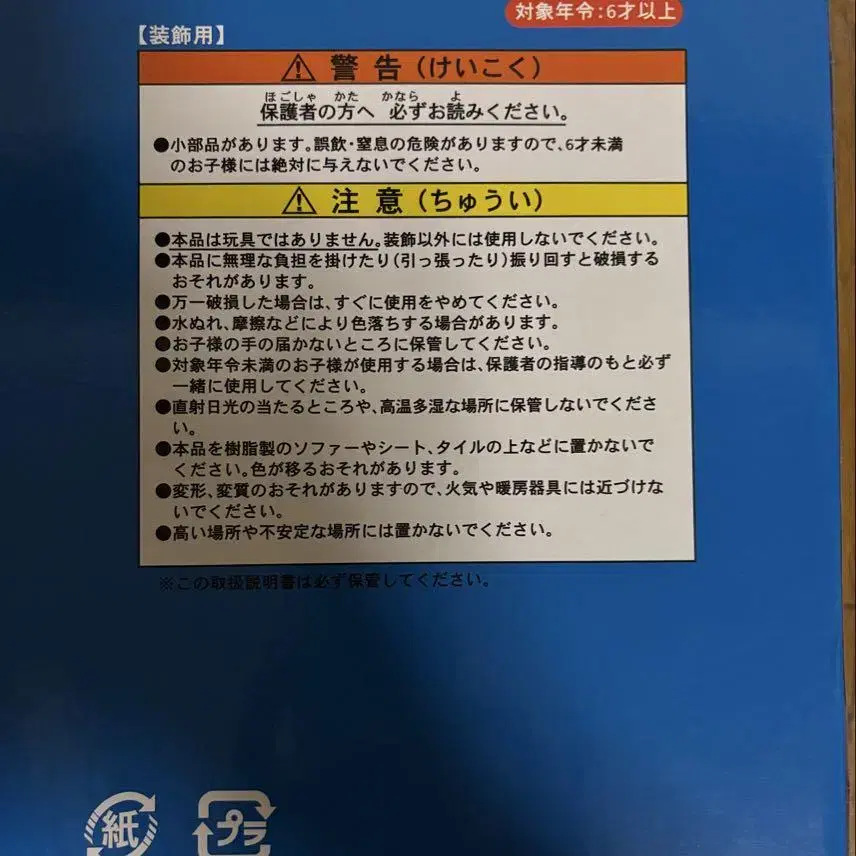 対象年令:6才以上
【装飾用】
⚠ 警告(けいこく)
ほごしゃ かた かなら よ
保護者の方へ 必ずお読みください。
●小部品があります。誤飲・窒息の危険がありますので、6才未満
のお子様には絶対に与えないでください。
⚠ 注意(ちゅうい)
●本品は玩具ではありません。装飾以外には使用しないでください。
●本品に無理な負担を掛けたり(引っ張ったり)振り回すと破損する
おそれがあります。
●万一破損した場合は、すぐに使用をやめてください。
●水ぬれ、摩擦などにより色落ちする場合があります。
●お子様の手の届かないところに保管してください。
●対象年令未満のお子様が使用する場合は、保護者の指導のもと必ず
一緒に使用してください。
●直射日光の当たるところや、高温多湿な場所に保管しないでくださ
い。
●本品を樹脂製のソファーやシート、タイルの上などに置かないで
ください。色が移るおそれがあります。
●変形、変質のおそれがありますので、火気や暖房器具には近づけな
いでください。
●高い場所や不安定な場所には置かないでください。
※この取扱説明書は必ず保管してください。
紙 プラ